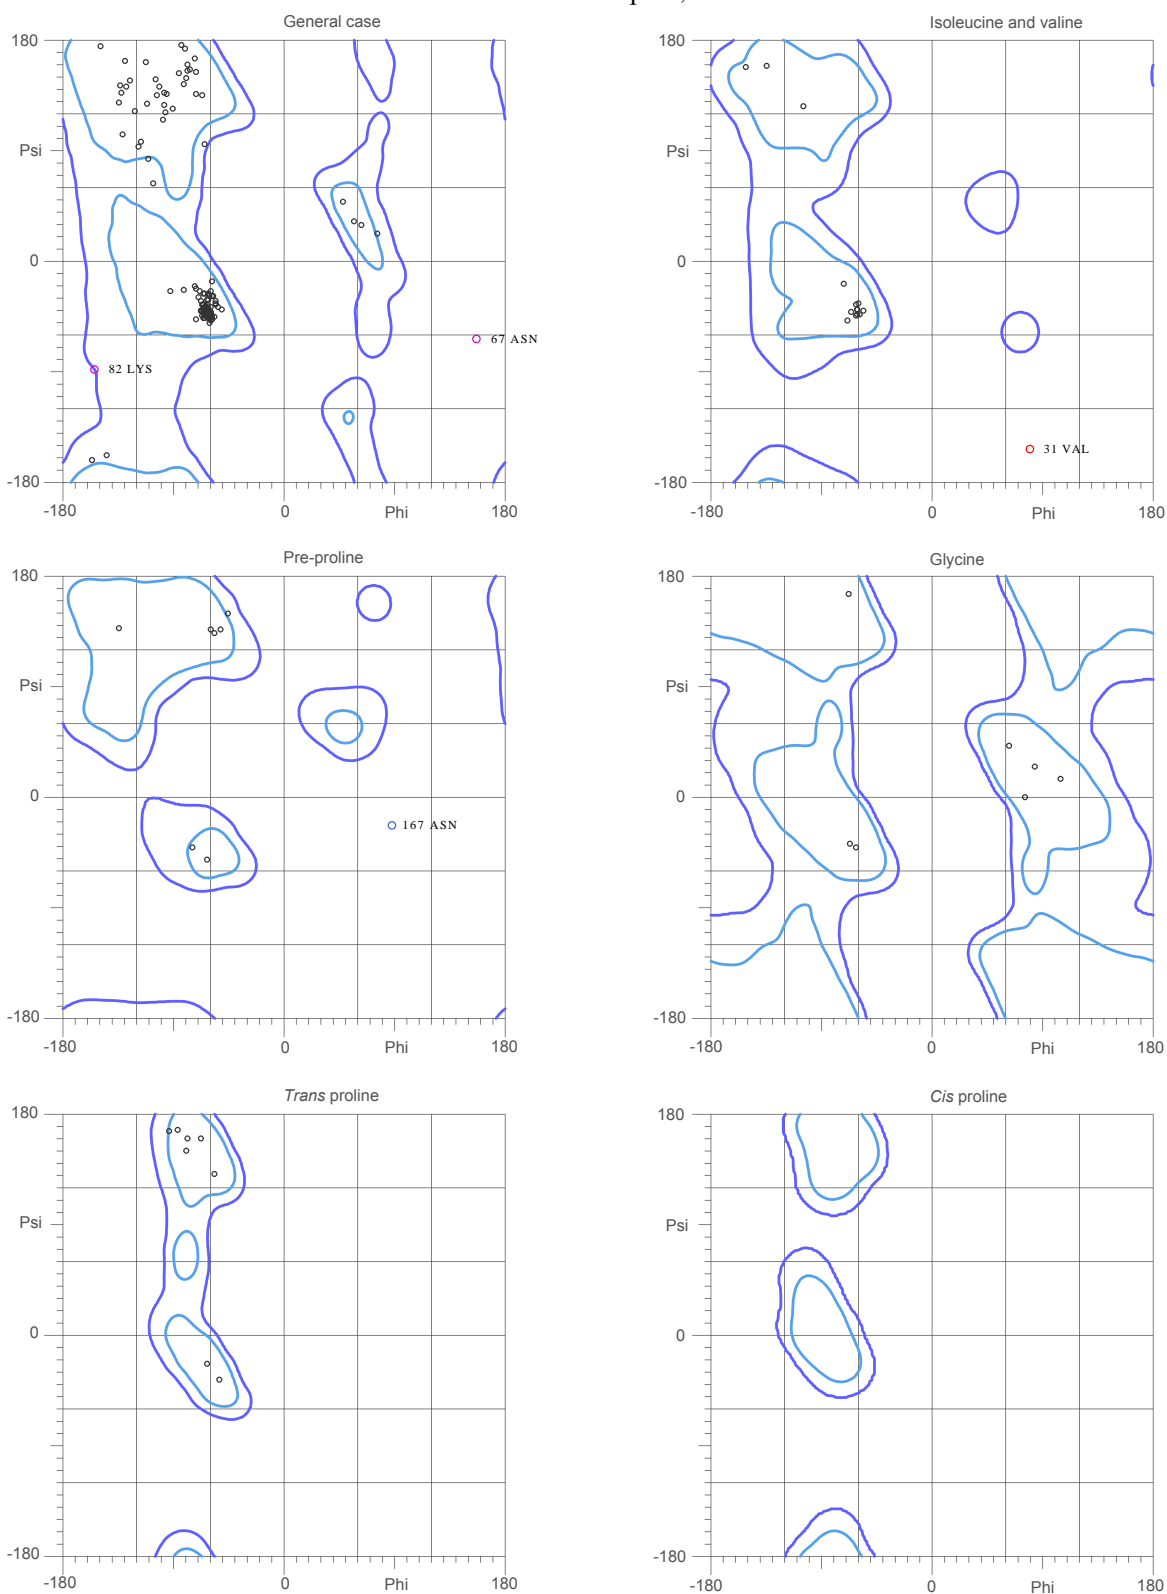 General case
Isoleucine and valine
180
180
Psi
Psi
0
0
67 ASN
82 LYS
31 VAL
-180
-180
-180
0
Phi
180
-180
0
Phi
180
Pre-proline
Glycine
180
180
Psi
Psi
0
0
167 ASN
-180
-180
-180
0
Phi
180
-180
0
Phi
180
Trans proline
Cis proline
180
180
Psi
Psi
0
0
-180
-180
-180
0
Phi
180
-180
0
Phi
180